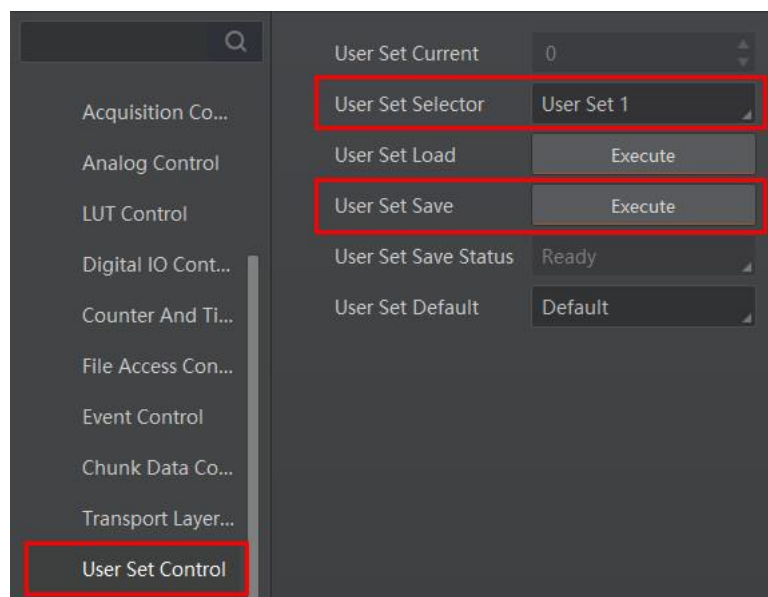 Acquisition Co...
Analog Control
LUT Control
Digital IO Cont...
Counter And Ti...
File Access Con...
Event Control
Chunk Data Co...
Transport Layer...
User Set Control
User Set Current 0
User Set Selector User Set 1
User Set Load Execute
User Set Save Execute
User Set Save Status Ready
User Set Default Default